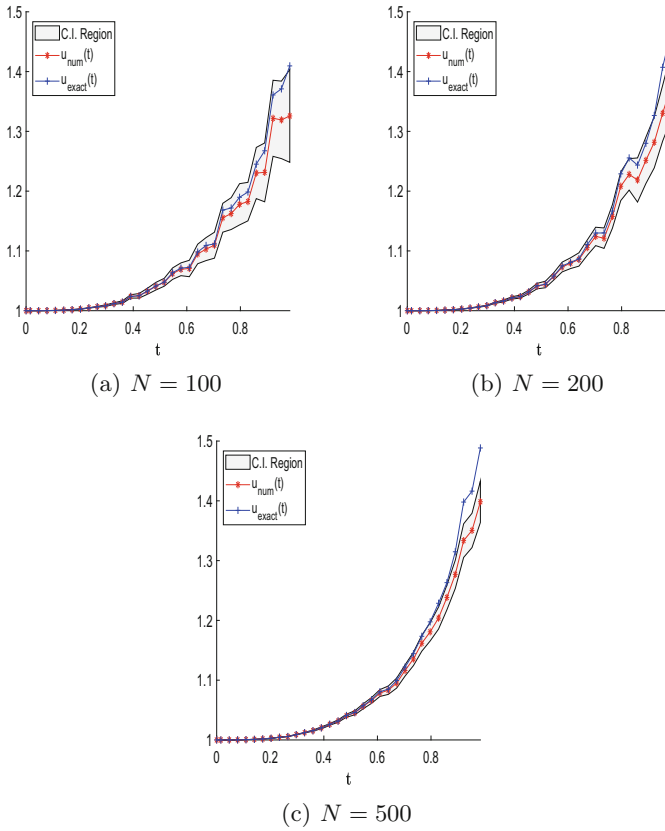 C.I. Region
u_num(t)
u_exact(t)
1.5
1.4
1.3
1.2
1.1
1
0 0.2 0.4 0.6 0.8
t
(a) N = 100
C.I. Region
u_num(t)
u_exact(t)
1.5
1.4
1.3
1.2
1.1
1
0 0.2 0.4 0.6 0.8
t
(b) N = 200
C.I. Region
u_num(t)
u_exact(t)
1.5
1.4
1.3
1.2
1.1
1
0 0.2 0.4 0.6 0.8
t
(c) N = 500